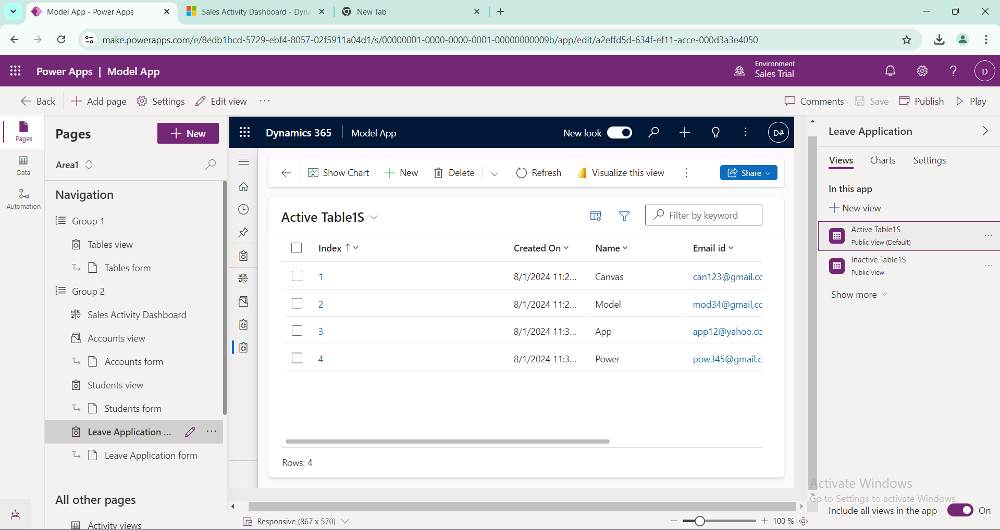 Model App - Power Apps
Sales Activity Dashboard - Dyna
New Tab
make.powerapps.com/e/8edb1bcd-5729-ebf4-8057-02f5911a04d1/s/00000001-0000-0000-0001-00000000009b/app/edit/a2effd5d-634f-ef11-acce-000d3a3e4050
Power Apps | Model App
Environment
Sales Trial
D
Back
Add page
Settings
Edit view
Comments
Save
Publish
Play
Pages
Data
Automation
Pages
New
Area1
Navigation
Group 1
Tables view
Tables form
Group 2
Sales Activity Dashboard
Accounts view
Accounts form
Students view
Students form
Leave Application ...
Leave Application form
All other pages
Activity views
Dynamics 365
Model App
New look
D#
Show Chart
New
Delete
Refresh
Visualize this view
Share
Active Table1S
Filter by keyword
Index Created On Name Email id
1 8/1/2024 11:2... Canvas can123@gmail.cc
2 8/1/2024 11:2... Model mod34@gmail,cc
3 8/1/2024 11:3... App app12@yahoo.co
4 8/1/2024 11:3... Power pow345@gmail.c
Rows: 4
Responsive (867 x 570)
100 %
Leave Application
Views
Charts
Settings
In this app
New view
Active Table1S
Public View (Default)
Inactive Table1S
Public View
Show more
Activate Windows
Go to Settings to activate Windows.
Include all views in the app
On